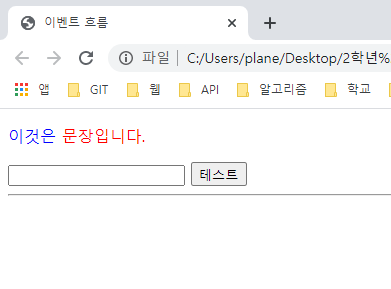 이벤트 흐름
파일 C:/Users/plane/Desktop/2학년%
앱 GIT 웹 API 알고리즘 학교
이것은 문장입니다.
테스트